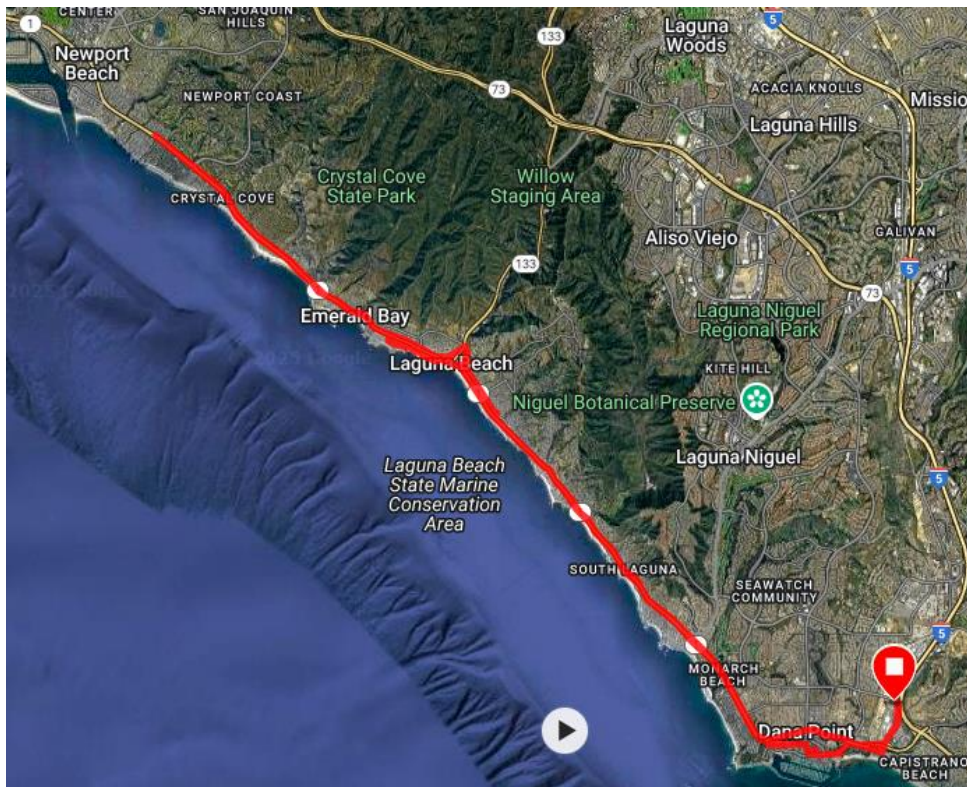 CENTER
SAN JOAQUIN
HILLS
5
Laguna
Woods
1
133
Newport
Beach
73
ACACIA KNOLLS
Missio
NEWPORT COAST
Laguna Hills
Crystal Cove
State Park
Willow
Staging Area
CRYSTAL COVE
Aliso Viejo
GALIVAN
133
5
73
Emerald Bay
Laguna Niguel
Regional Park
Laguna Beach
KITE HILL
Niguel Botanical Preserve
Laguna Niguel
Laguna Beach
State Marine
Conservation
Area
5
SOUTH LAGUNA
SEAWATCH
COMMUNITY
5
MONARCH
BEACH
Dana Point
CAPISTRANO
BEACH